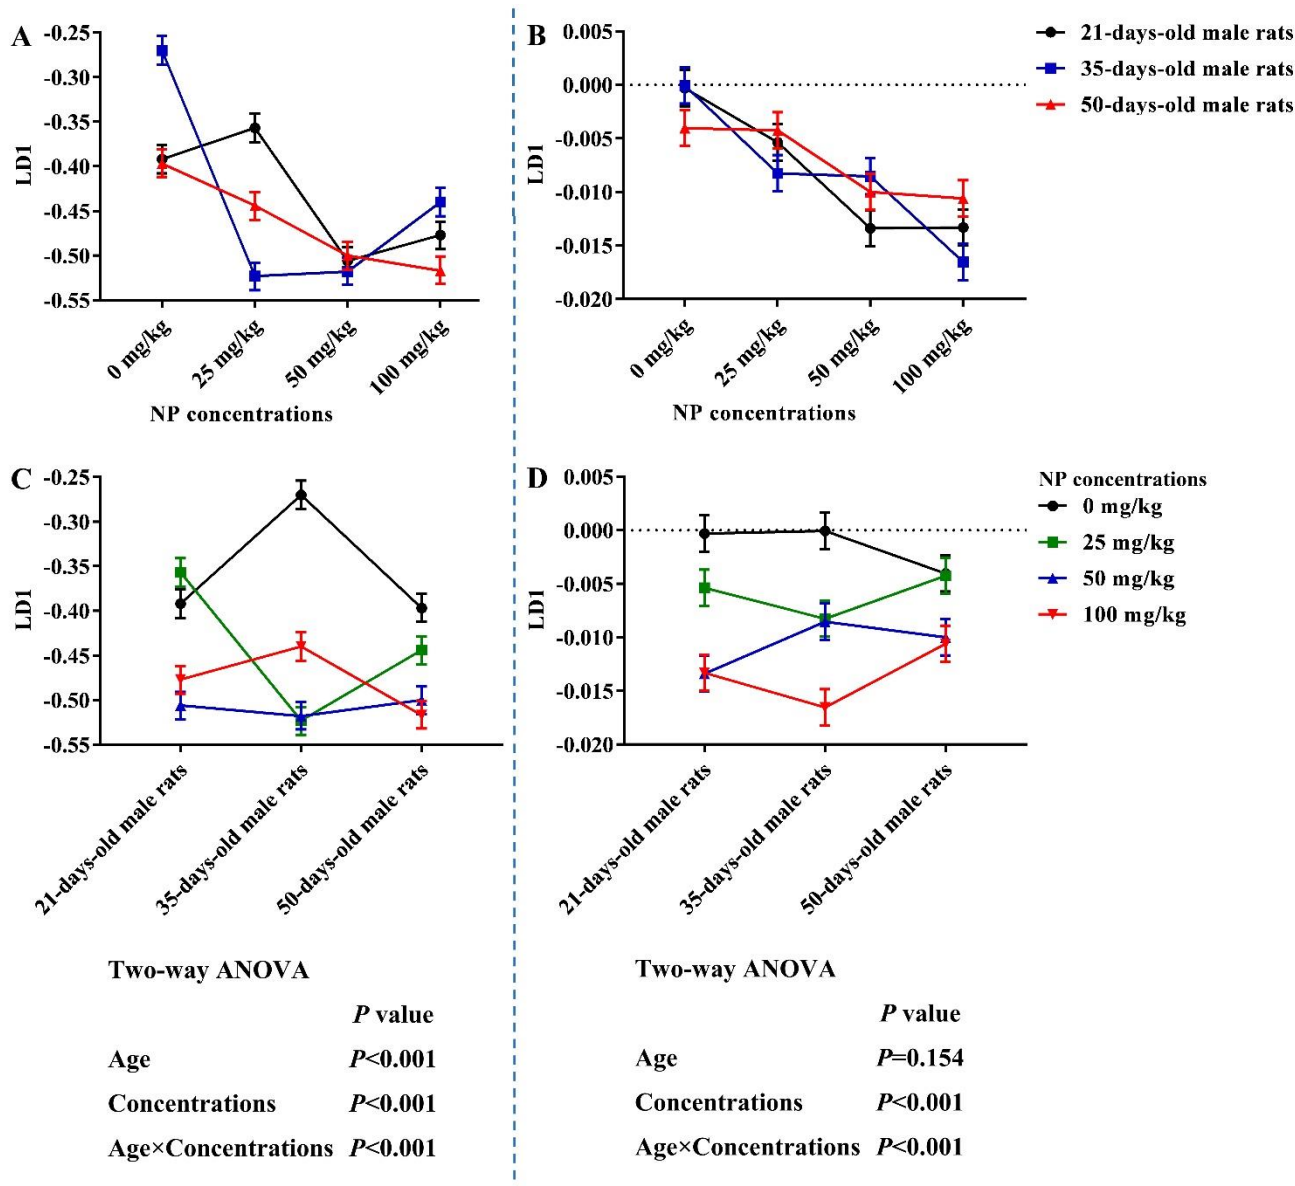 A
-0.25
-0.30
-0.35
-0.40
-0.45
-0.50
-0.55
LD1
0 mg/kg
25 mg/kg
50 mg/kg
100 mg/kg
NP concentrations
B
0.005
0.000
-0.005
-0.010
-0.015
-0.020
LD1
0 mg/kg
25 mg/kg
50 mg/kg
100 mg/kg
NP concentrations
21-days-old male rats
35-days-old male rats
50-days-old male rats
C
-0.25
-0.30
-0.35
-0.40
-0.45
-0.50
-0.55
LD1
21-days-old male rats
35-days-old male rats
50-days-old male rats
D
0.005
0.000
-0.005
-0.010
-0.015
-0.020
LD1
21-days-old male rats
35-days-old male rats
50-days-old male rats
NP concentrations
0 mg/kg
25 mg/kg
50 mg/kg
100 mg/kg
Two-way ANOVA
P value
Age P<0.001
Concentrations P<0.001
Age×Concentrations P<0.001
Two-way ANOVA
P value
Age P=0.154
Concentrations P<0.001
Age×Concentrations P<0.001